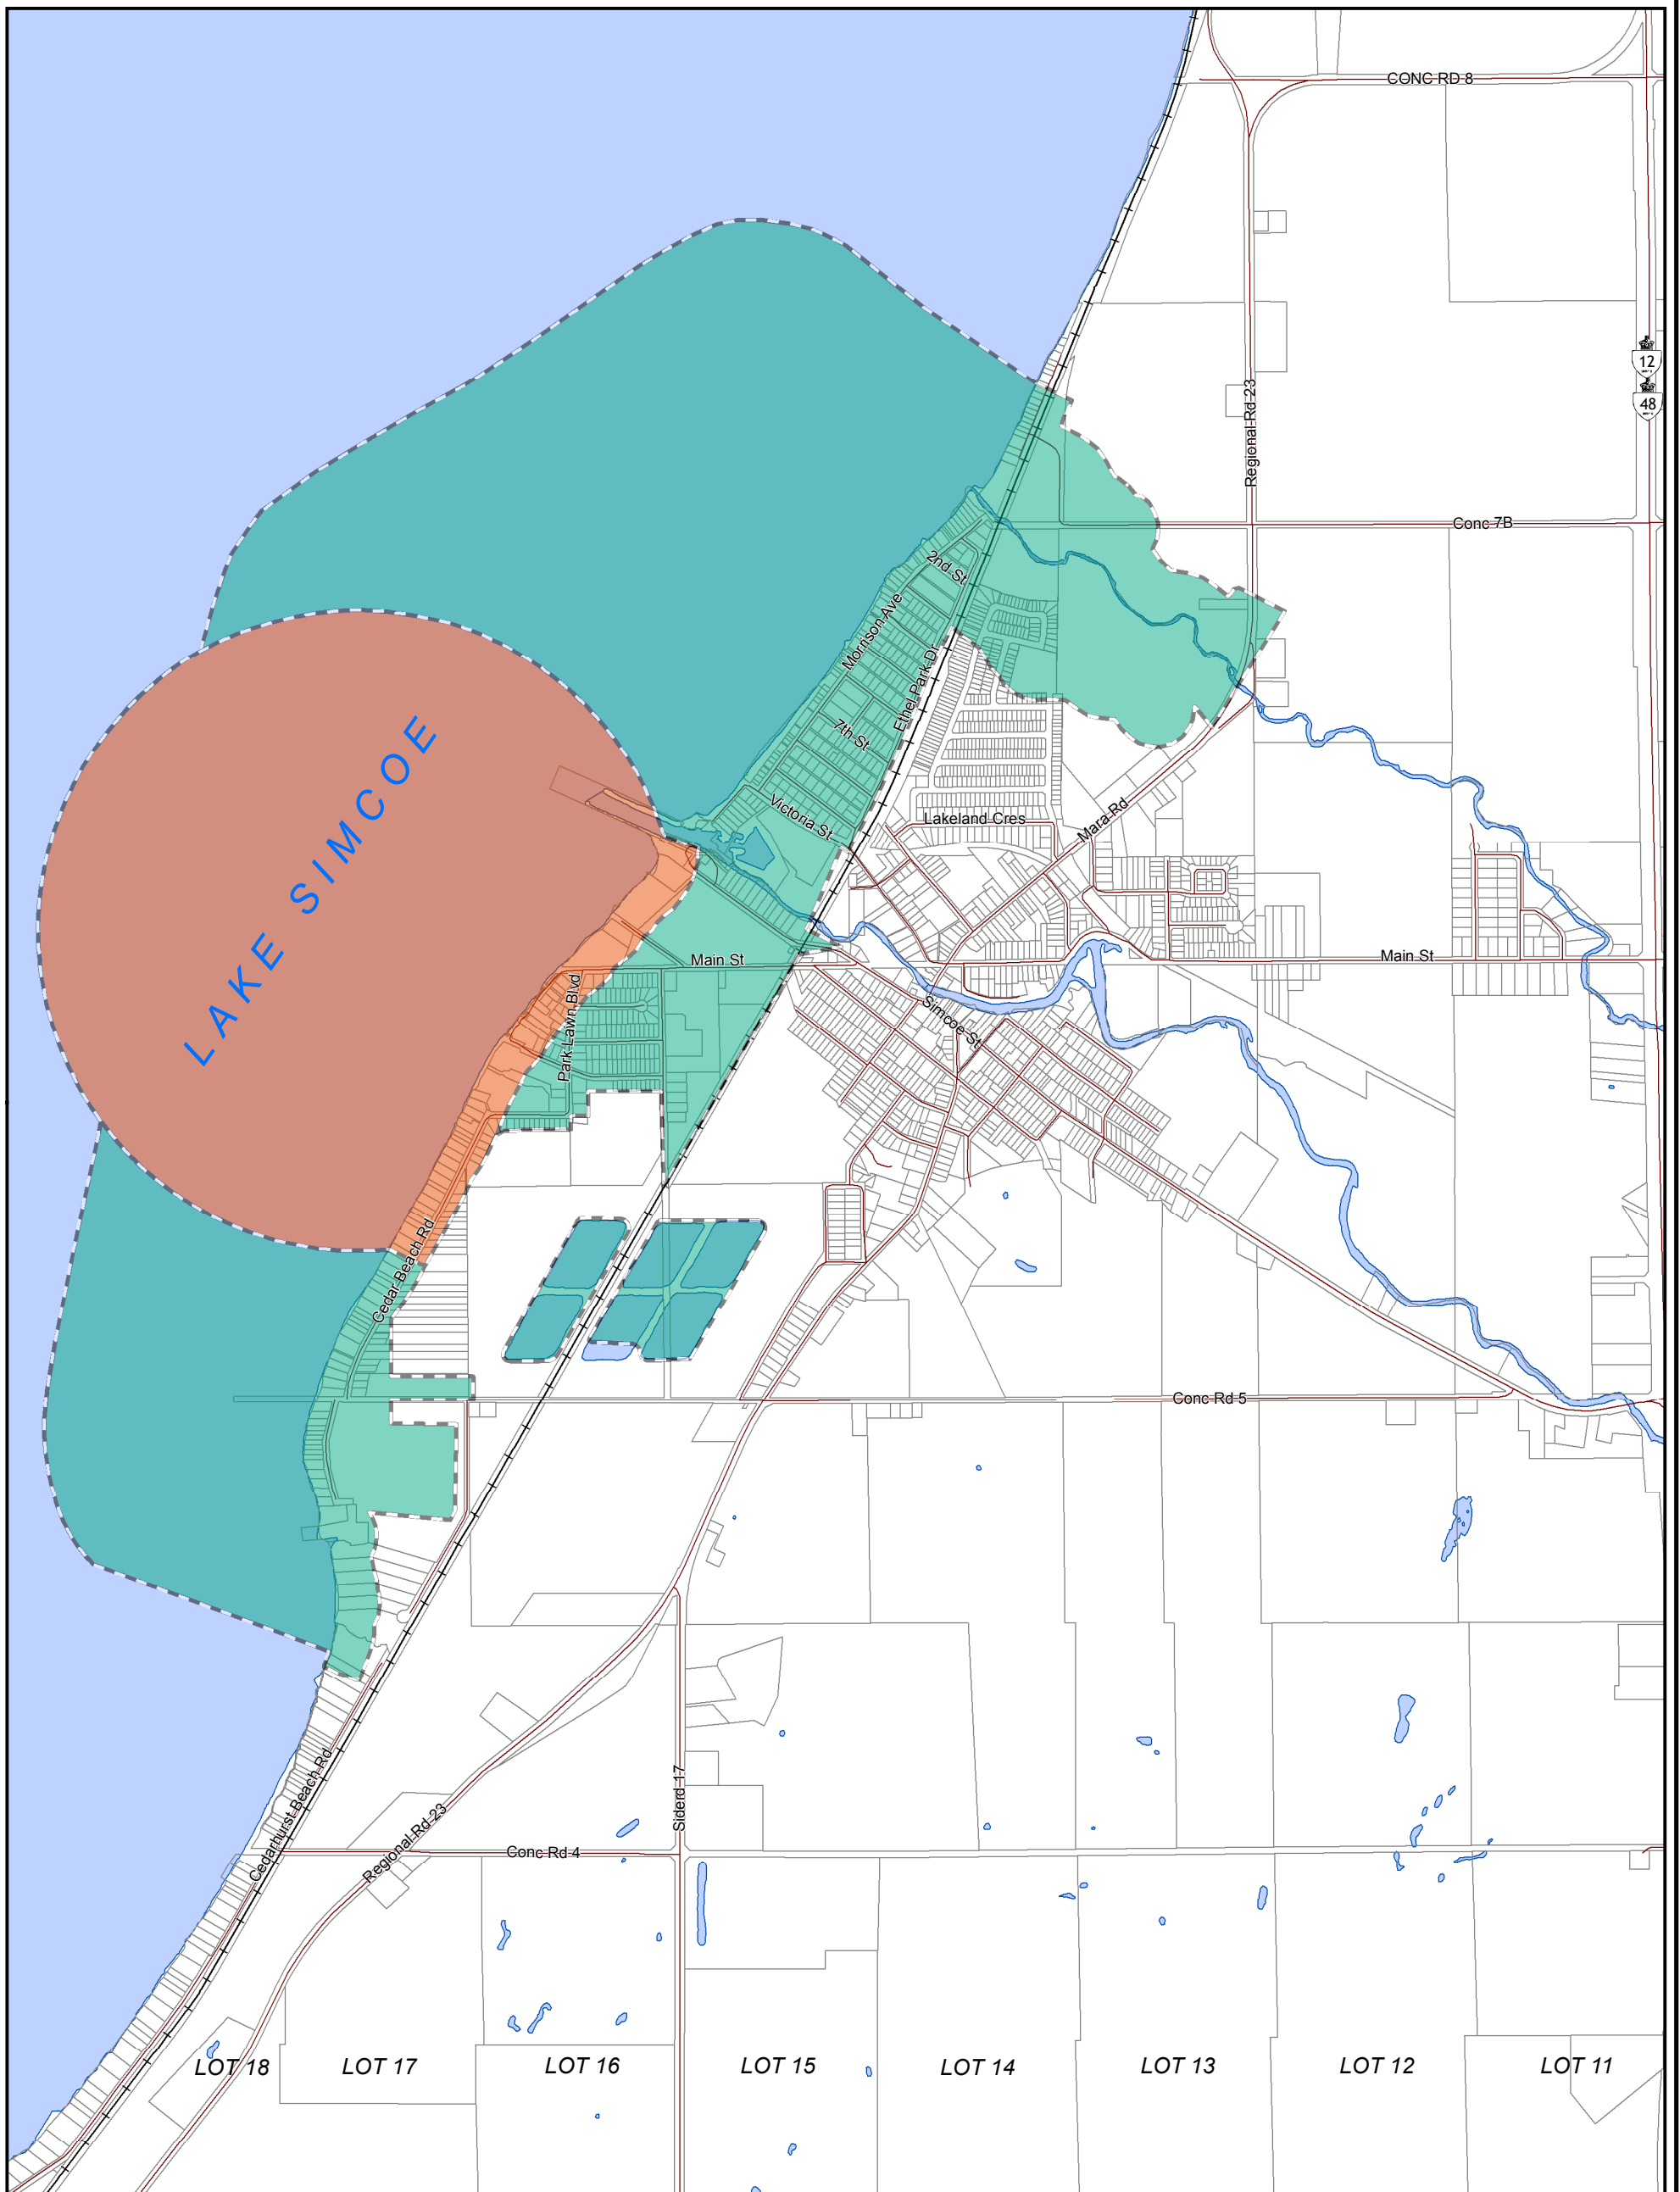 CONC RD 8
12
48
Regional Rd 23
Conc 7B
2nd St
Morrison Ave
Ethel Park Dr
7th St
Victoria St
Lakeland Cres
Mara Rd
LAKE SIMCOE
Main St
Main St
Park Lawn Blvd
Simcoe St
Cedar Beach Rd
Conc Rd 5
Cedarhurst Beach Rd
Regional Rd 23
Conc Rd 4
Siderd 17
LOT 18
LOT 17
LOT 16
LOT 15
LOT 14
LOT 13
LOT 12
LOT 11